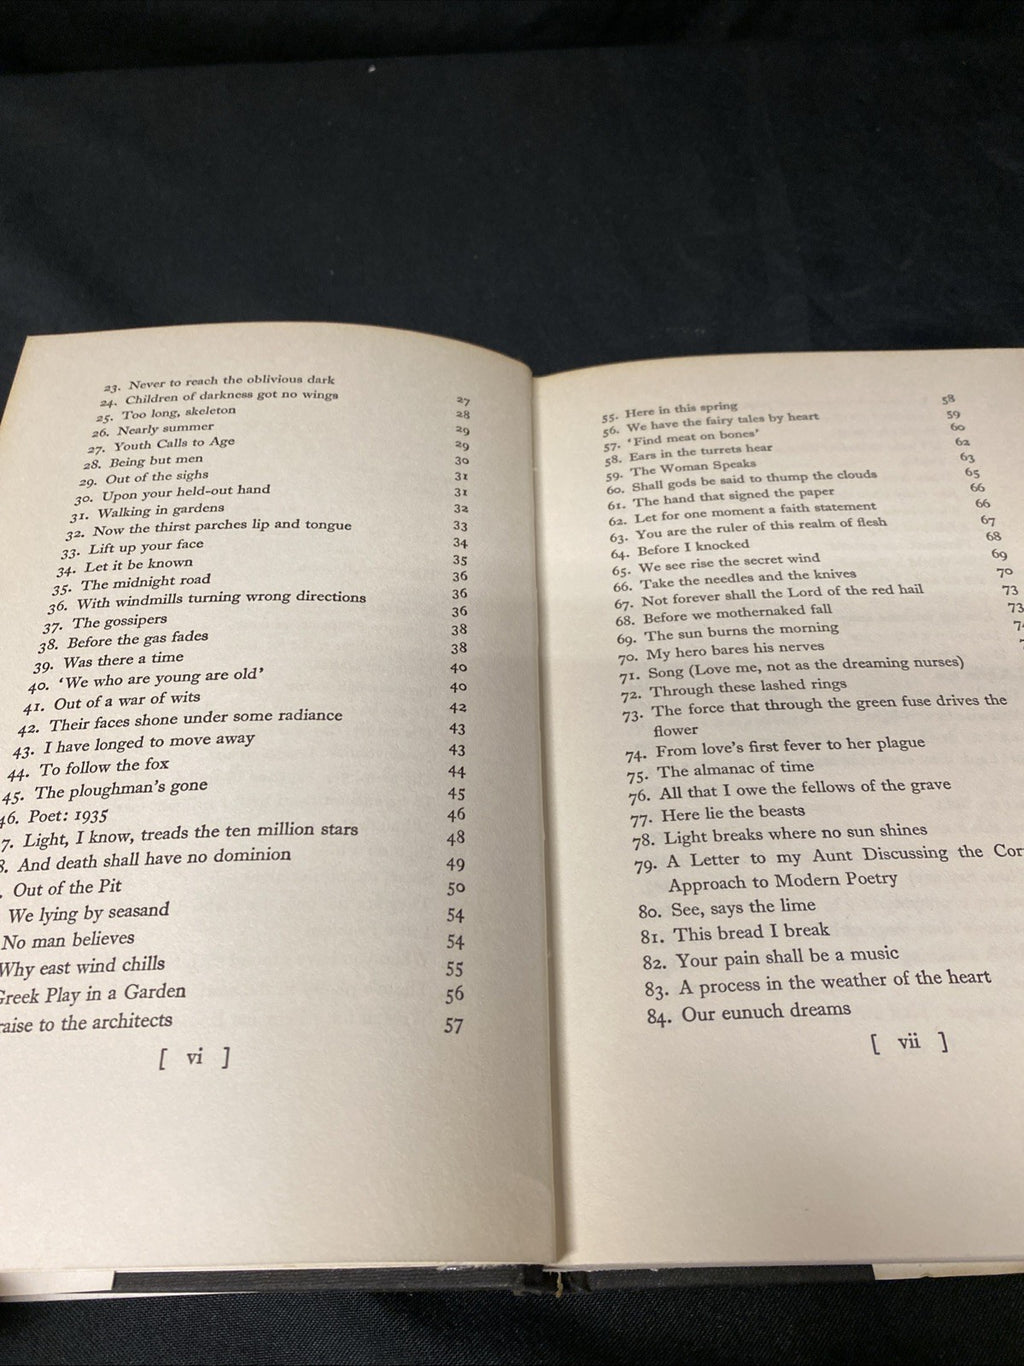 23. Never to reach the oblivious dark 27
24. Children of darkness got no wings 28
25. Too long, skeleton 29
26. Nearly summer 29
27. Youth Calls to Age 30
28. Being but men 31
29. Out of the sighs 31
30. Upon your held-out hand 32
31. Walking in gardens 33
32. Now the thirst parches lip and tongue 34
33. Lift up your face 35
34. Let it be known 36
35. The midnight road 36
36. With windmills turning wrong directions 36
37. The gossipers 38
38. Before the gas fades 38
39. Was there a time 40
40. ‘We who are young are old’ 40
41. Out of a war of wits 42
42. Their faces shone under some radiance 43
43. I have longed to move away 43
44. To follow the fox 44
45. The ploughman's gone 45
46. Poet: 1935 46
7. Light, I know, treads the ten million stars 48
8. And death shall have no dominion 49
. Out of the Pit 50
We lying by seasand 54
No man believes 54
Why east wind chills 55
Greek Play in a Garden 56
raise to the architects 57
[ vi ]
55. Here in this spring 58
56. We have the fairy tales by heart 59
57. ‘Find meat on bones’ 60
58. Ears in the turrets hear 62
59. The Woman Speaks 63
60. Shall gods be said to thump the clouds 65
61. The hand that signed the paper 66
62. Let for one moment a faith statement 66
63. You are the ruler of this realm of flesh 67
64. Before I knocked 68
65. We see rise the secret wind 69
66. Take the needles and the knives 70
67. Not forever shall the Lord of the red hail 73
68. Before we mothernaked fall 73
69. The sun burns the morning
70. My hero bares his nerves
71. Song (Love me, not as the dreaming nurses)
72. Through these lashed rings
73. The force that through the green fuse drives the
flower
74. From love's first fever to her plague
75. The almanac of time
76. All that I owe the fellows of the grave
77. Here lie the beasts
78. Light breaks where no sun shines
79. A Letter to my Aunt Discussing the Cor
Approach to Modern Poetry
80. See, says the lime
81. This bread I break
82. Your pain shall be a music
83. A process in the weather of the heart
84. Our eunuch dreams
[ vii ]